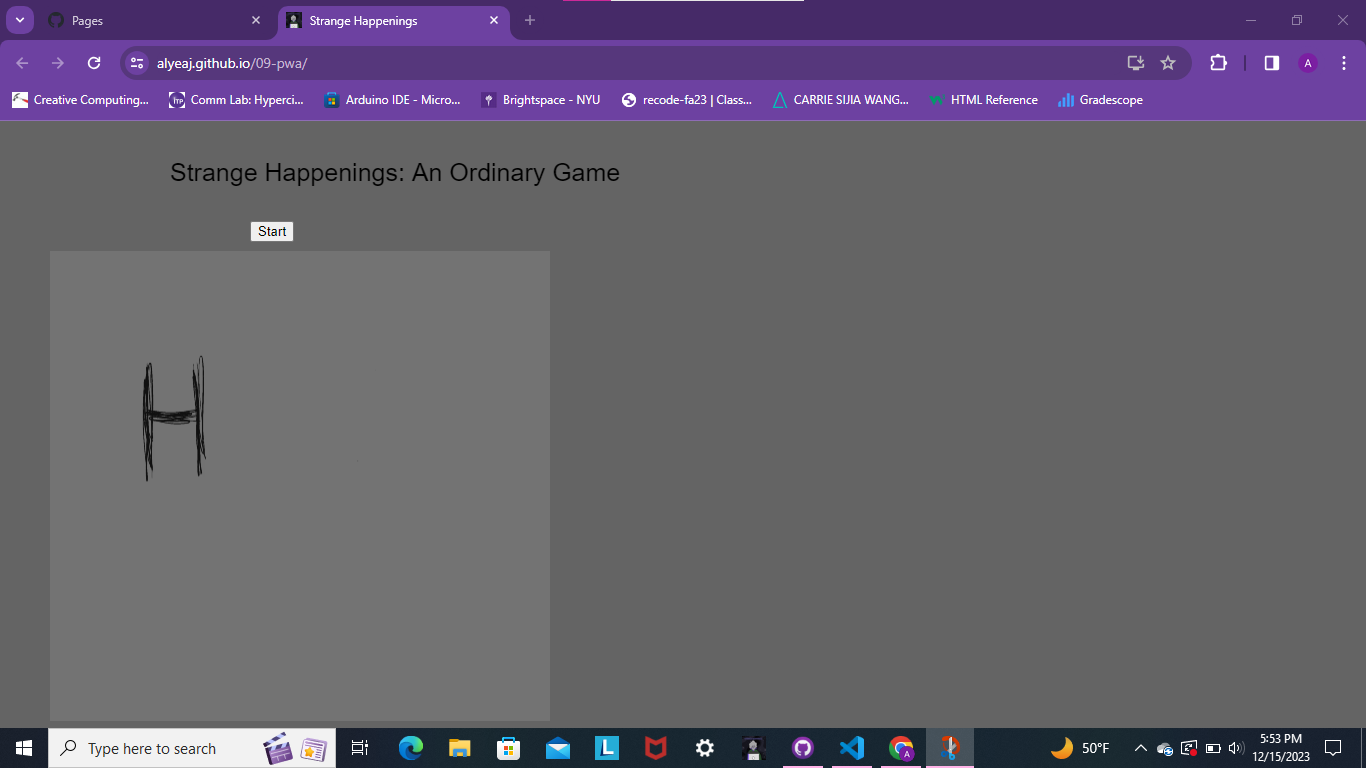 Pages
Strange Happenings
alyeaj.github.io/09-pwa/
A
Creative Computing...
itp
Comm Lab: Hyperci...
Arduino IDE - Micro...
Brightspace - NYU
recode-fa23 | Class...
CARRIE SIJIA WANG...
HTML Reference
Gradescope
Strange Happenings: An Ordinary Game
Start
H
Type here to search
L
A
50°F
5:53 PM
12/15/2023